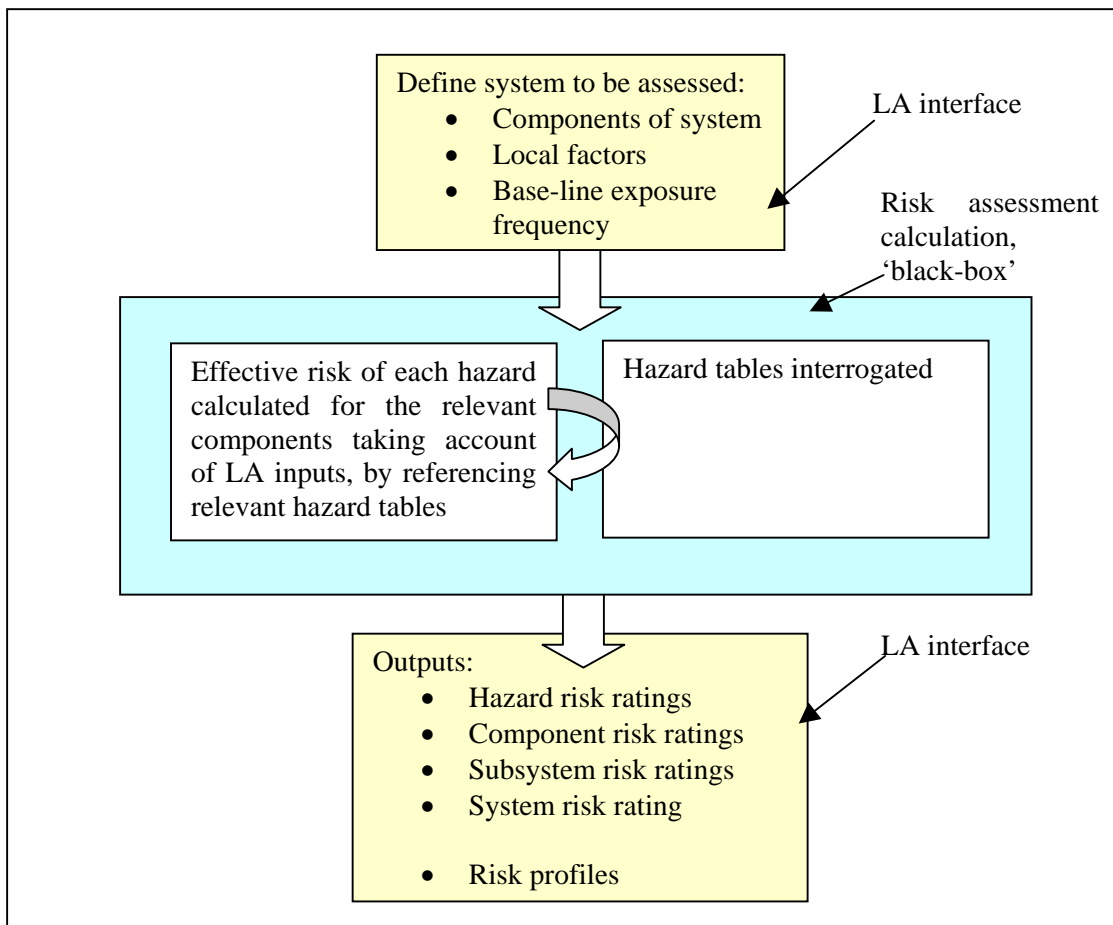 Define system to be assessed:
• Components of system
• Local factors
• Base-line exposure
frequency
LA interface
Risk assessment
calculation,
‘black-box’
Effective risk of each hazard
calculated for the relevant
components taking account
of LA inputs, by referencing
relevant hazard tables
Hazard tables interrogated
LA interface
Outputs:
• Hazard risk ratings
• Component risk ratings
• Subsystem risk ratings
• System risk rating
• Risk profiles